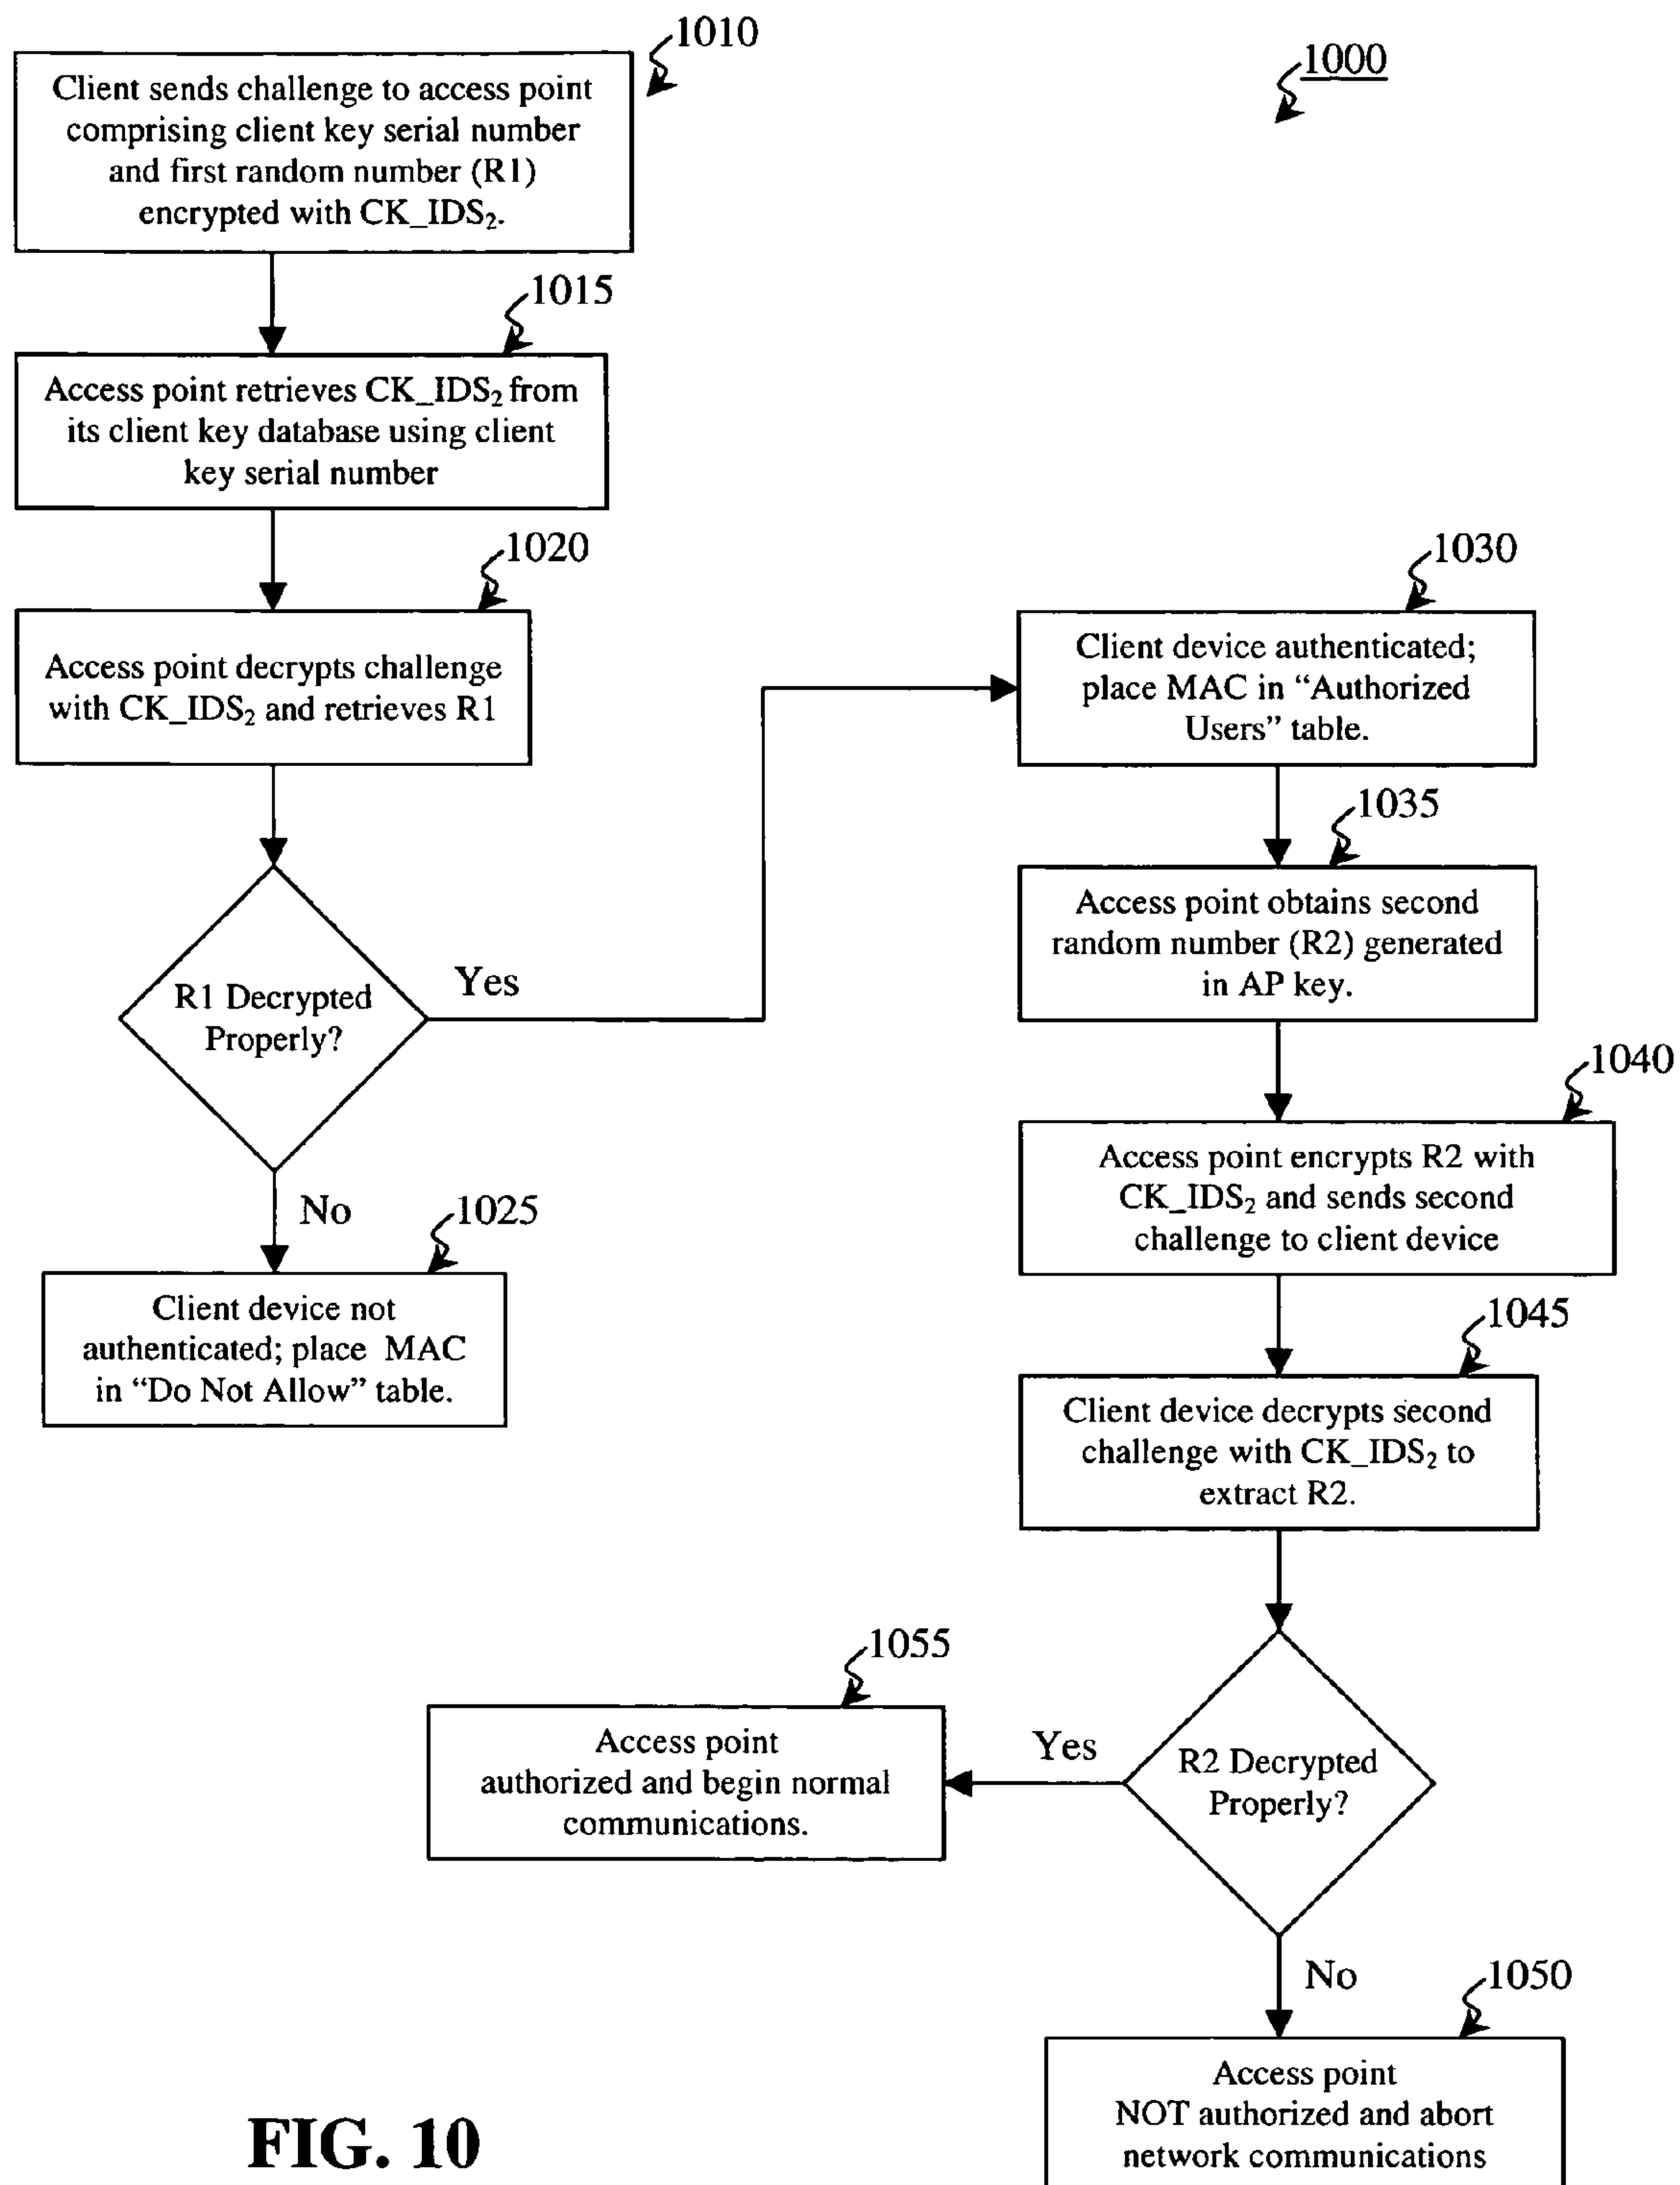 1010
1000
Client sends challenge to access point
comprising client key serial number
and first random number (R1)
encrypted with CK_IDS₂.
1015
Access point retrieves CK_IDS₂ from
its client key database using client
key serial number
1020
Access point decrypts challenge
with CK_IDS₂ and retrieves R1
R1 Decrypted
Properly?
Yes
No
1025
Client device not
authenticated; place MAC
in “Do Not Allow” table.
1030
Client device authenticated;
place MAC in “Authorized
Users” table.
1035
Access point obtains second
random number (R2) generated
in AP key.
1040
Access point encrypts R2 with
CK_IDS₂ and sends second
challenge to client device
1045
Client device decrypts second
challenge with CK_IDS₂ to
extract R2.
R2 Decrypted
Properly?
Yes
1055
Access point
authorized and begin normal
communications.
No
1050
Access point
NOT authorized and abort
network communications
FIG. 10